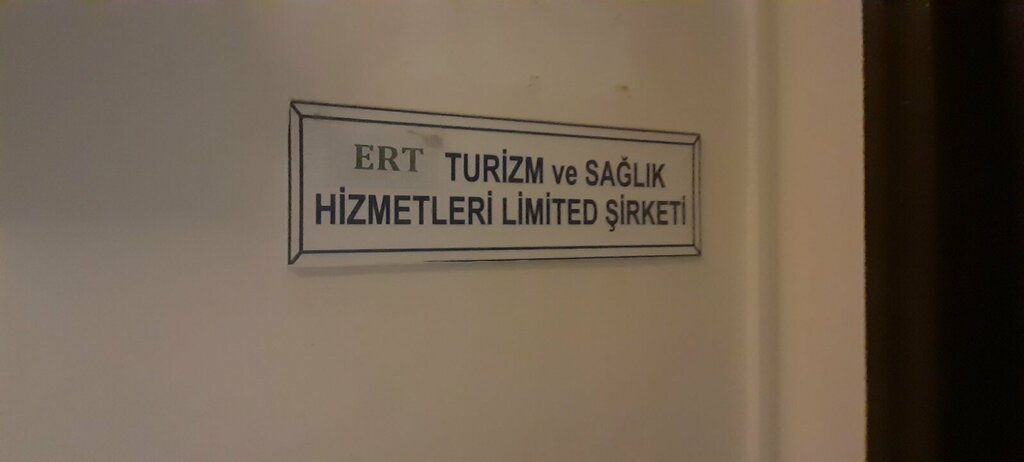 ERT TURİZM ve SAĞLIK
HİZMETLERİ LİMİTED ŞİRKETİ